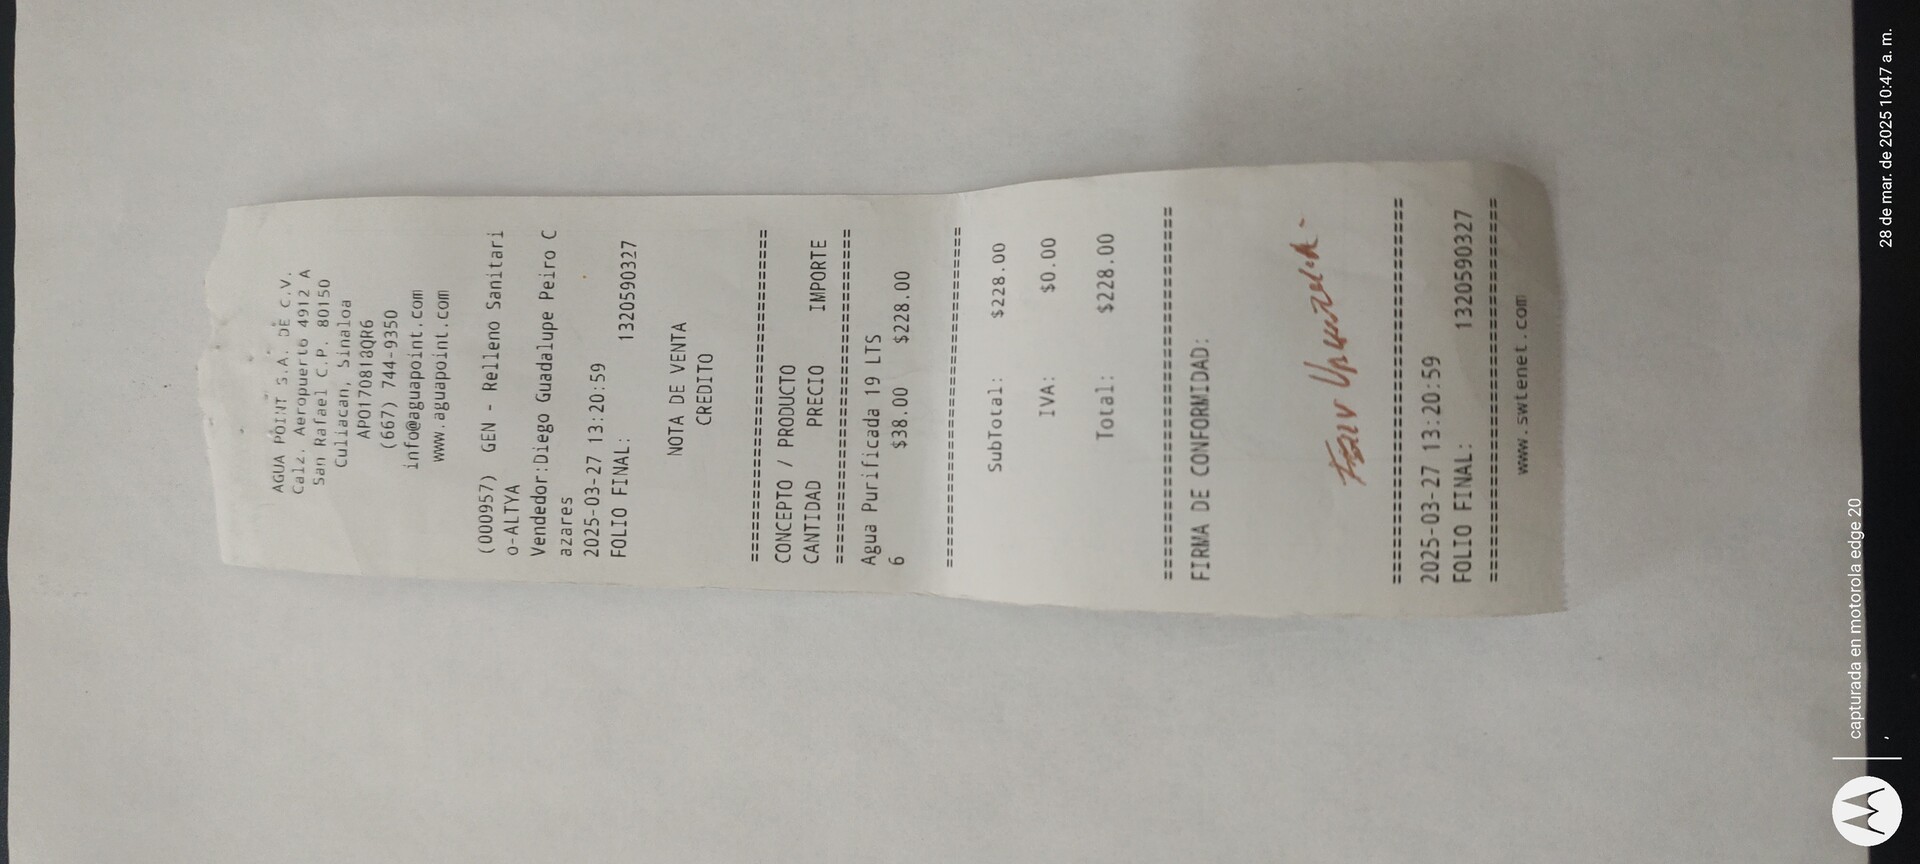 AGUA POINT S.A. DE C.V.
Calz. Aeropuerto 4912 A
San Rafael C.P. 80150
Culiacan, Sinaloa
APO170818QR6
(667) 744-9350
info@aguapoint.com
www.aguapoint.com
(000957) GEN - Relleno Sanitari
o-ALTYA
Vendedor:Diego Guadalupe Peiro C
azares
2025-03-27 13:20:59
FOLIO FINAL: 1320590327
NOTA DE VENTA
CREDITO
================================
CONCEPTO / PRODUCTO
CANTIDAD PRECIO IMPORTE
================================
Agua Purificada 19 LTS
6 $38.00 $228.00
================================
SubTotal: $228.00
IVA: $0.00
Total: $228.00
================================
FIRMA DE CONFORMIDAD:
================================
2025-03-27 13:20:59
FOLIO FINAL: 1320590327
================================
www.swtenet.com
capturada en motorola edge 20
28 de mar. de 2025 10:47 a. m.